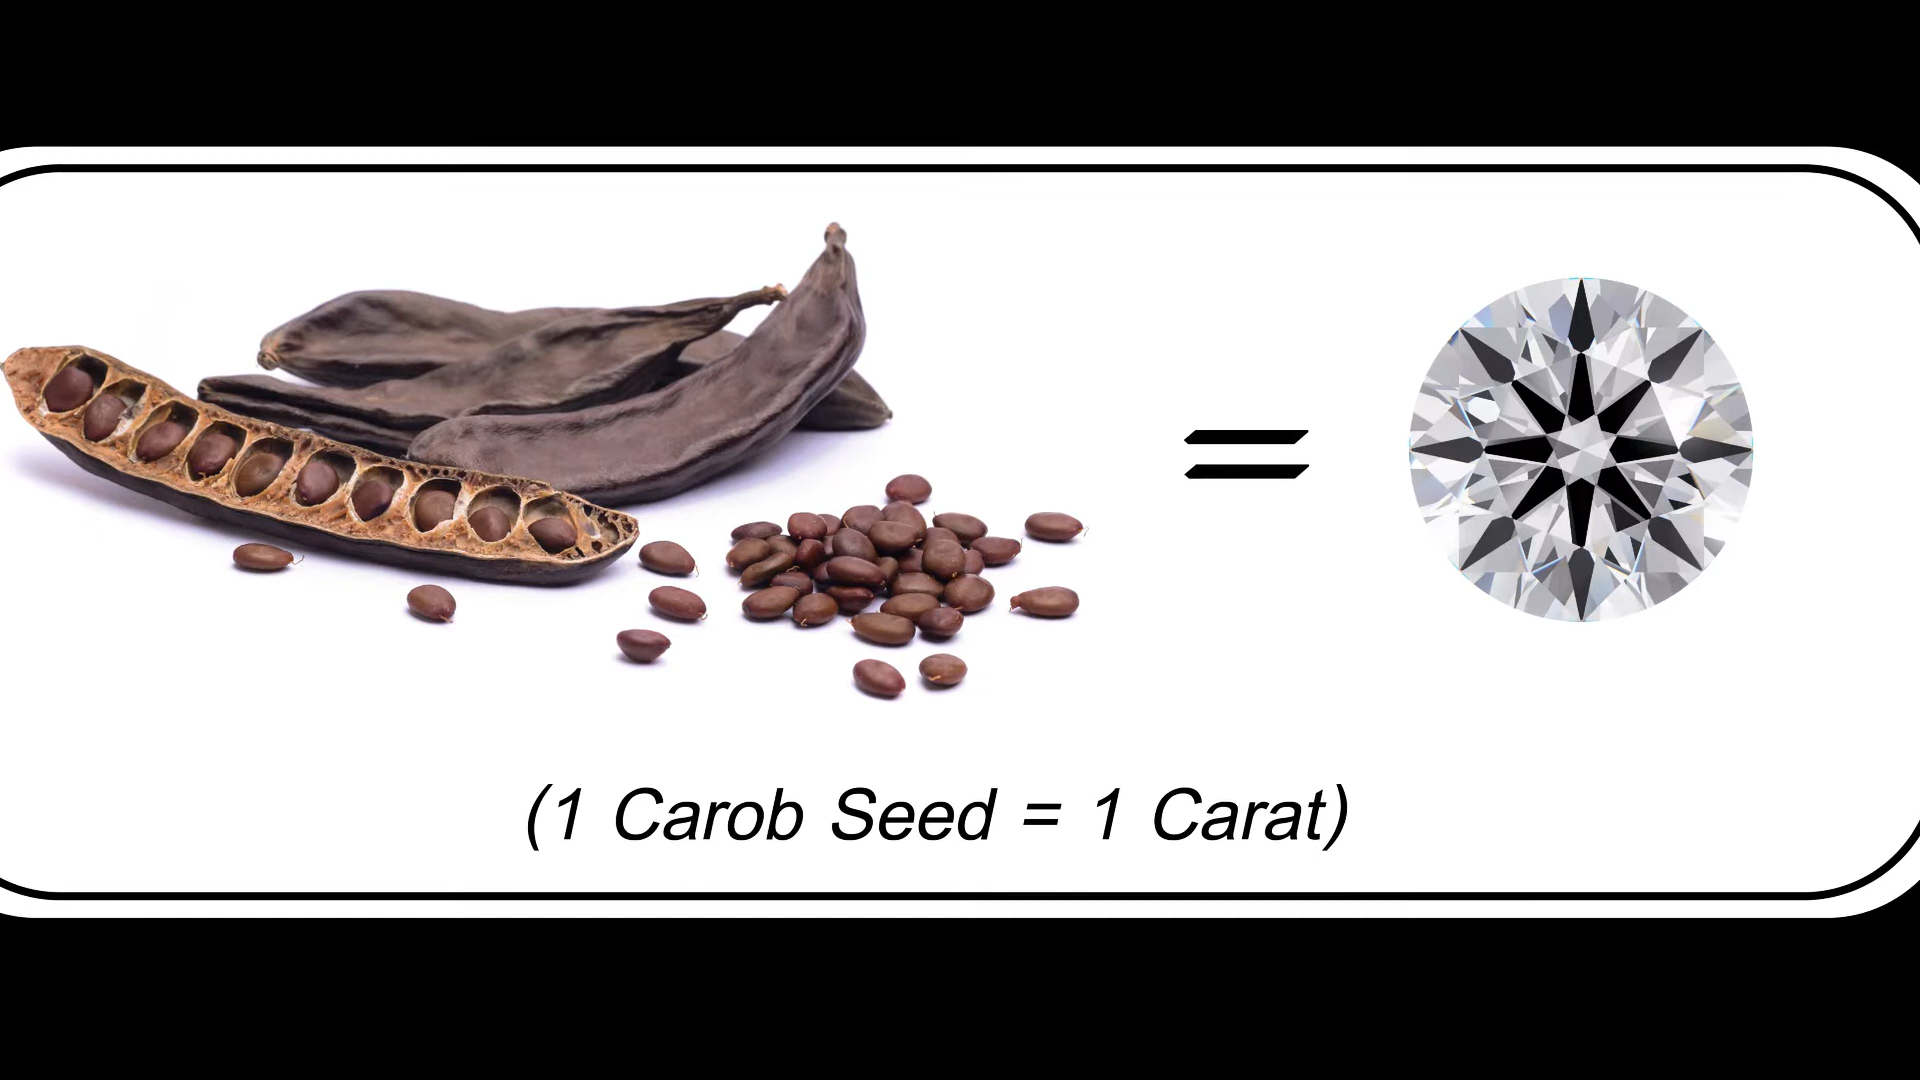 =
(1 Carob Seed = 1 Carat)